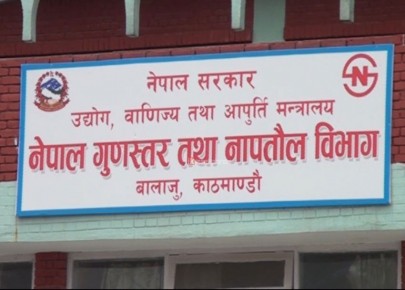 नेपाल सरकार
उद्योग, वाणिज्य तथा आपुर्ति मन्त्रालय
नेपाल गुणस्तर तथा नापतौल विभाग
बालाजु, काठमाण्डौ